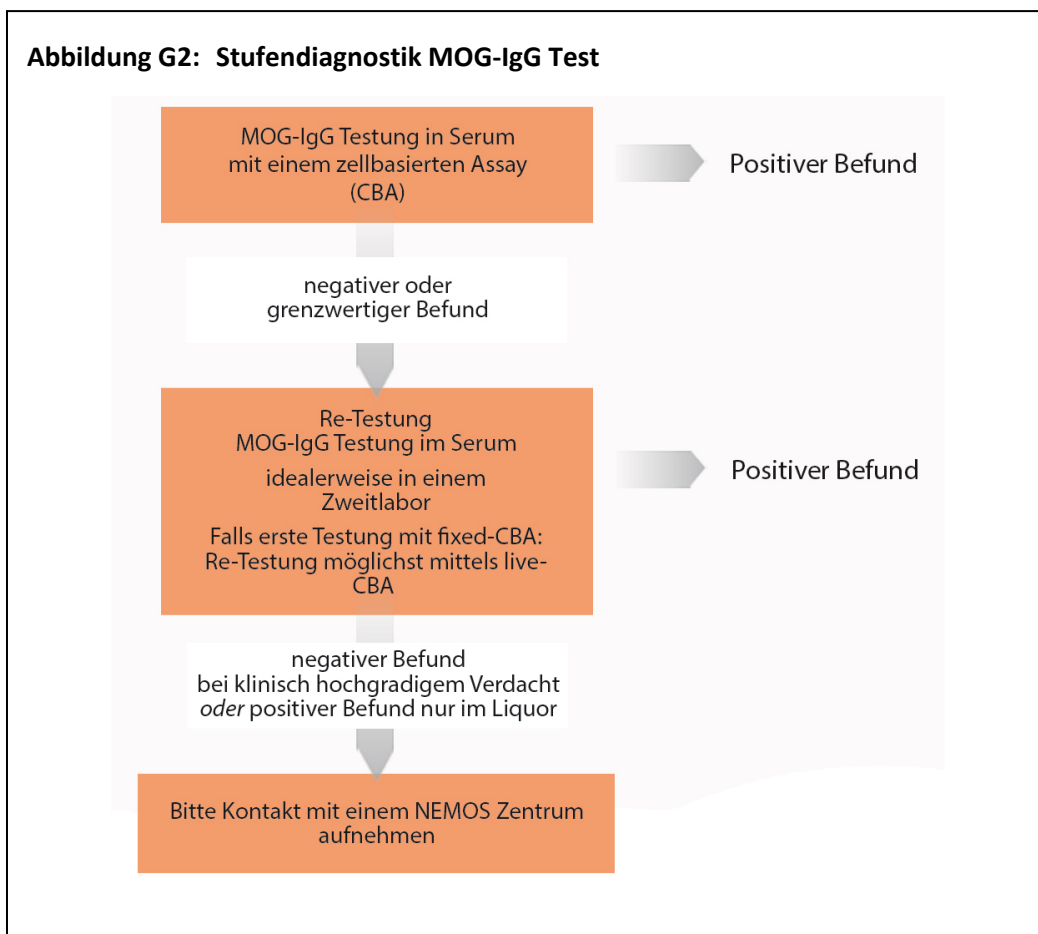 Abbildung G2: Stufendiagnostik MOG-IgG Test
MOG-IgG Testung in Serum
mit einem zellbasierten Assay
(CBA)
Positiver Befund
negativer oder
grenzwertiger Befund
Re-Testung
MOG-IgG Testung im Serum
idealerweise in einem
Zweitlabor
Falls erste Testung mit fixed-CBA:
Re-Testung möglichst mittels live-
CBA
Positiver Befund
negativer Befund
bei klinisch hochgradigem Verdacht
oder positiver Befund nur im Liquor
Bitte Kontakt mit einem NEMOS Zentrum
aufnehmen